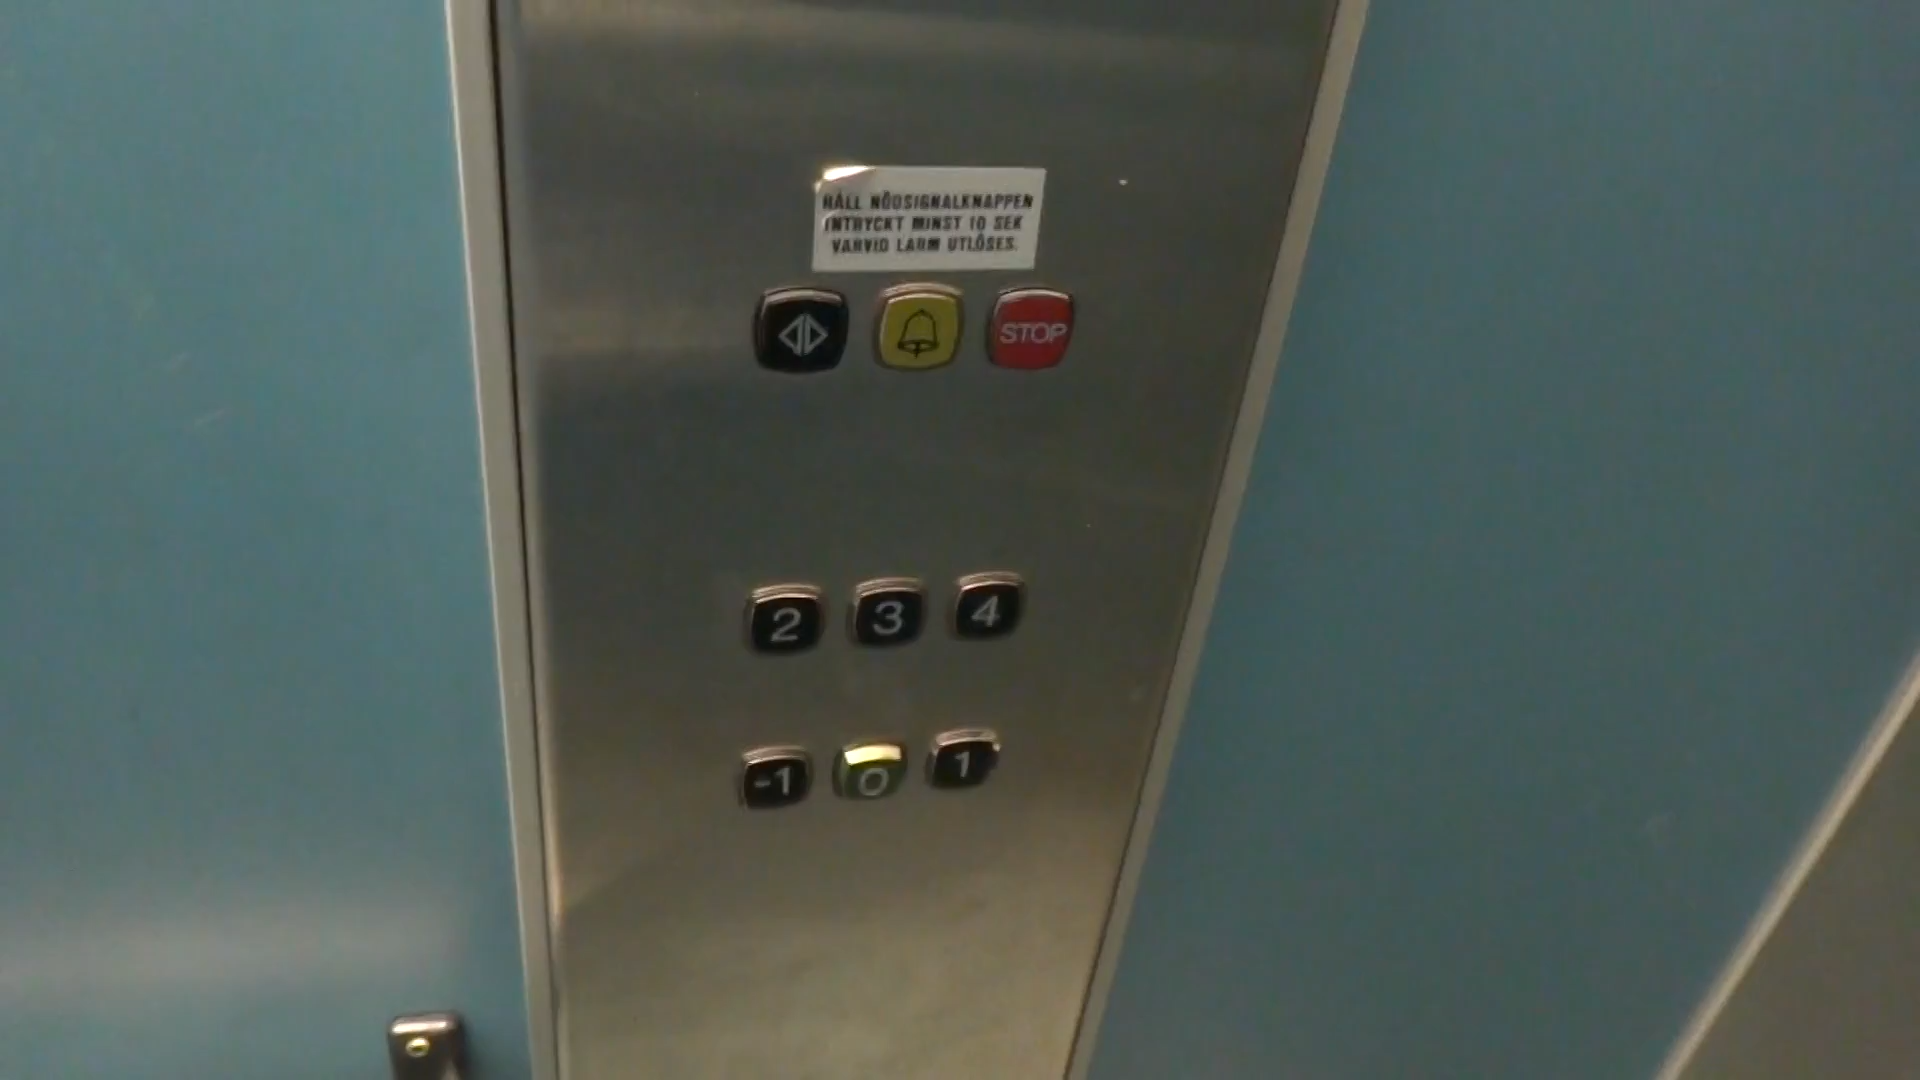 HÅLL NÖDSIGNALKNAPPEN
INTRYCKT MINST 10 SEK
VARVID LARM UTLÖSES.
STOP
2 3 4
-1 0 1